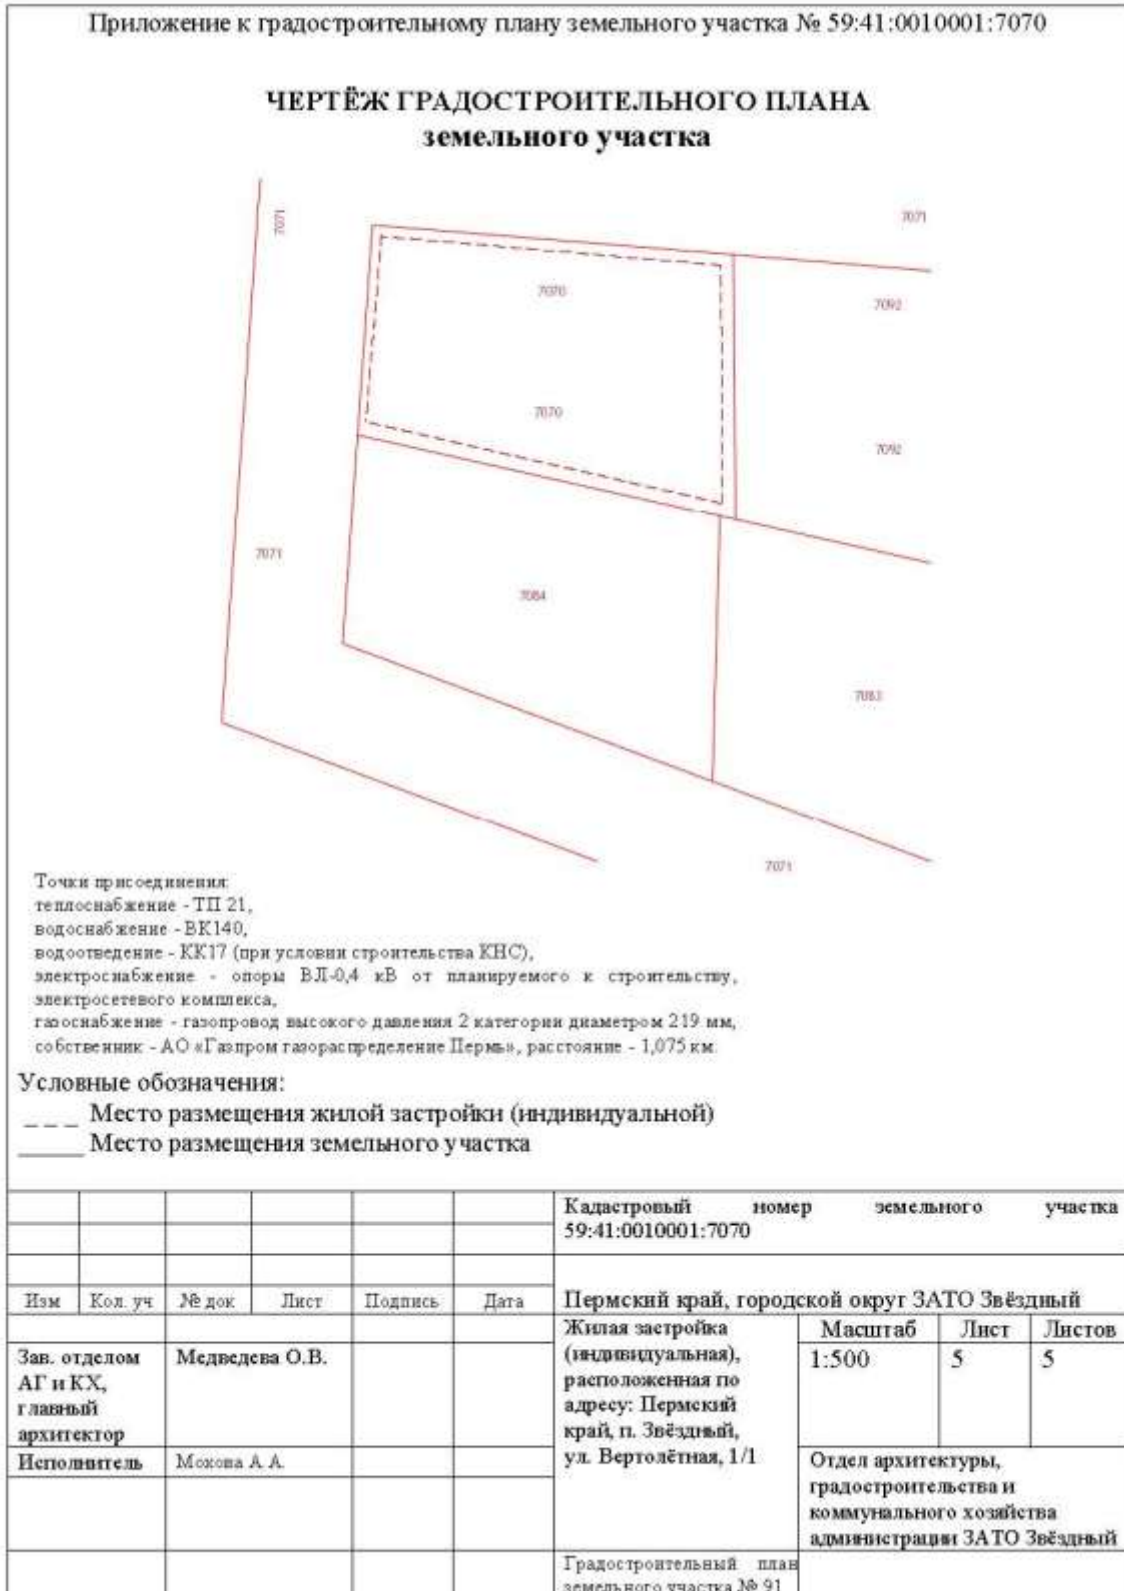 Приложение к градостроительному плану земельного участка № 59:41:0010001:7070
ЧЕРТЁЖ ГРАДОСТРОИТЕЛЬНОГО ПЛАНА
земельного участка
7071
7071
7070
7092
7070
7092
7071
7084
7083
7071
Точки присоединения:
теплоснабжение - ТП 21,
водоснабжение - ВК140,
водоотведение - КК17 (при условии строительства КНС),
электроснабжение - опоры ВЛ-0,4 кВ от планируемого к строительству,
электросетевого комплекса,
газоснабжение - газопровод высокого давления 2 категории диаметром 219 мм,
собственник - АО «Газпром газораспределение Пермь», расстояние - 1,075 км.
Условные обозначения:
_ _ _ Место размещения жилой застройки (индивидуальной)
_____ Место размещения земельного участка
Кадастровый номер земельного участка
59:41:0010001:7070
Изм Кол. уч № док Лист Подпись Дата
Пермский край, городской округ ЗАТО Звёздный
Зав. отделом
АГ и КХ,
главный
архитектор
Медведева О.В.
Исполнитель
Мохова А.А.
Жилая застройка
(индивидуальная),
расположенная по
адресу: Пермский
край, п. Звёздный,
ул. Вертолётная, 1/1
Масштаб Лист Листов
1:500 5 5
Отдел архитектуры,
градостроительства и
коммунального хозяйства
администрации ЗАТО Звёздный
Градостроительный план
земельного участка № 91